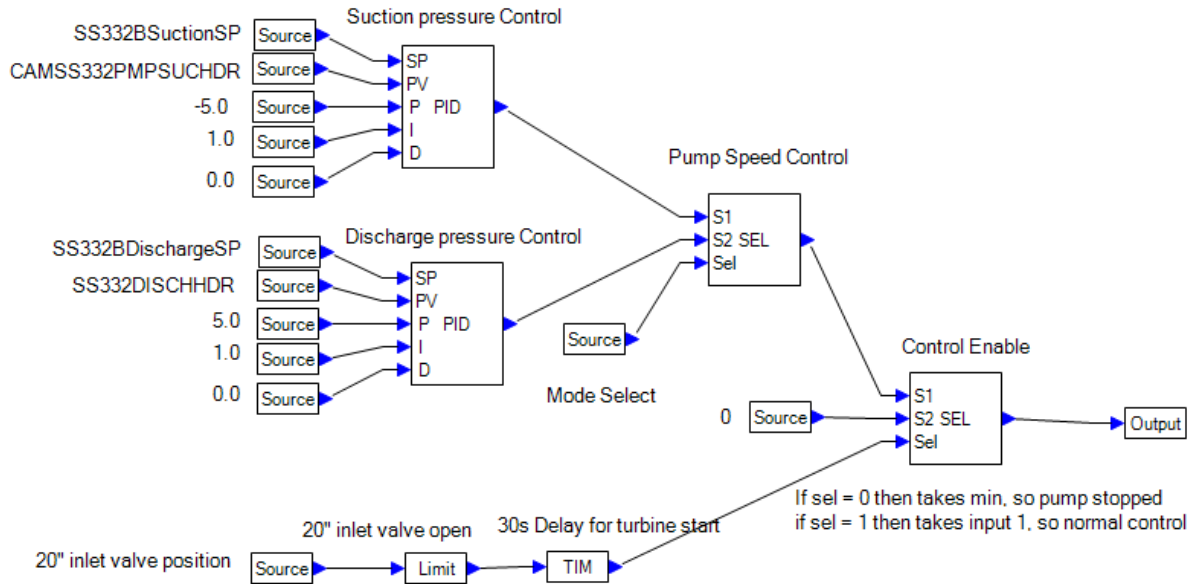 Suction pressure Control
SS332BSuctionSP Source
SP
CAMSS332PMPSUCHDR Source
PV
-5.0 Source P PID
1.0 Source I
0.0 Source D
Pump Speed Control
S1
S2 SEL
Sel
Discharge pressure Control
SS332BDischargeSP Source
SP
SS332DISCHHDR Source
PV
5.0 Source P PID
1.0 Source I
0.0 Source D
Source
Mode Select
Control Enable
S1
0 Source S2 SEL
Sel
Output
If sel = 0 then takes min, so pump stopped
if sel = 1 then takes input 1, so normal control
20" inlet valve open
30s Delay for turbine start
20" inlet valve position Source Limit TIM